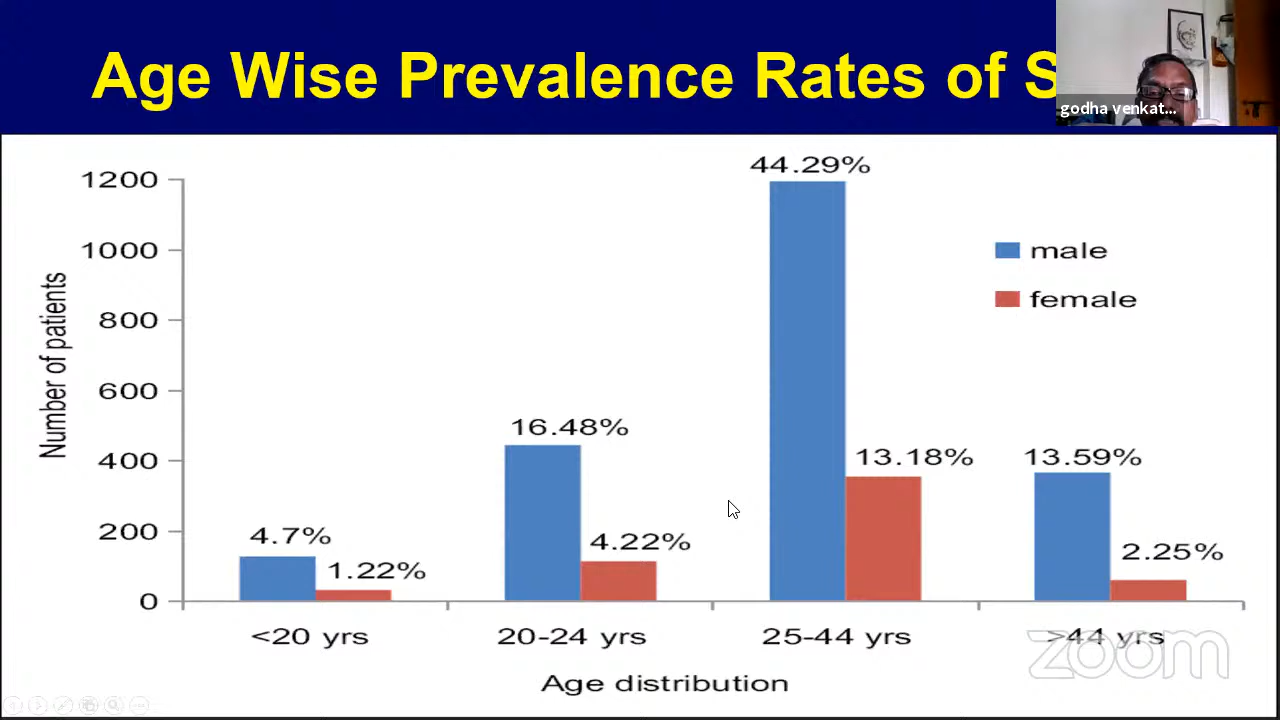 Age Wise Prevalence Rates of S
godha venkat...
44.29%
1200
1000
male
female
800
Number of patients
600
16.48%
400
13.18%
13.59%
200
4.7%
4.22%
2.25%
1.22%
0
<20 yrs
20-24 yrs
25-44 yrs
>44 yrs
zoom
Age distribution